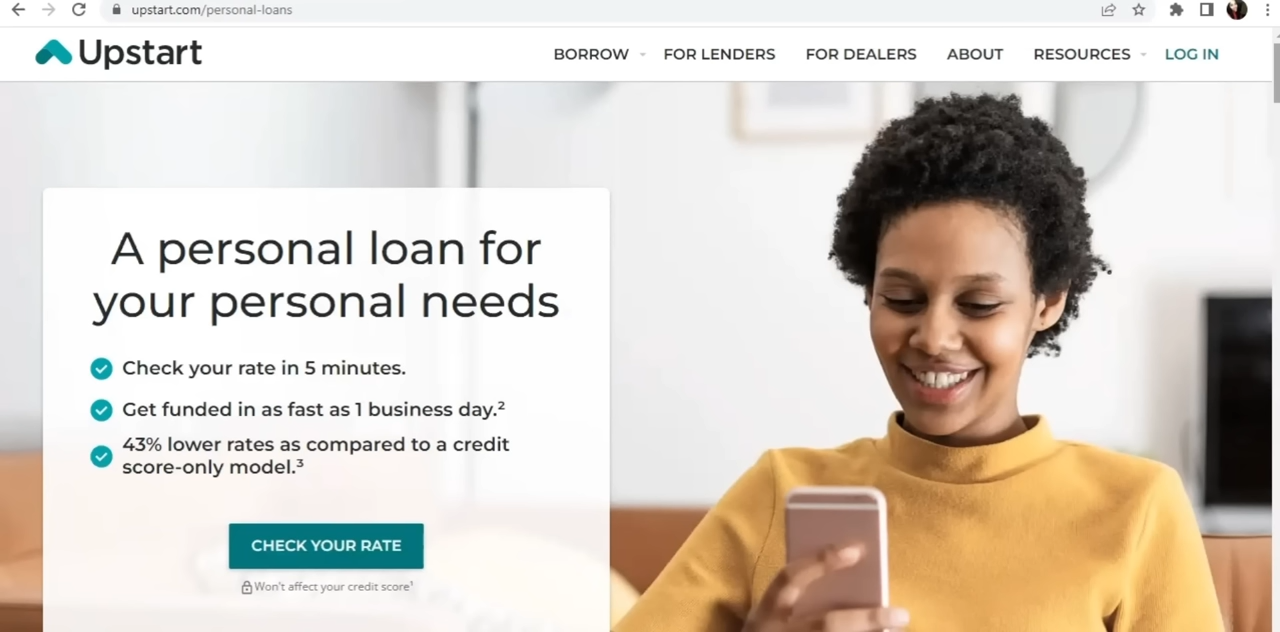 upstart.com/personal-loans
Upstart
BORROW FOR LENDERS FOR DEALERS ABOUT RESOURCES LOG IN
A personal loan for
your personal needs
Check your rate in 5 minutes.
Get funded in as fast as 1 business day.²
43% lower rates as compared to a credit
score-only model.³
CHECK YOUR RATE
Won't affect your credit score¹